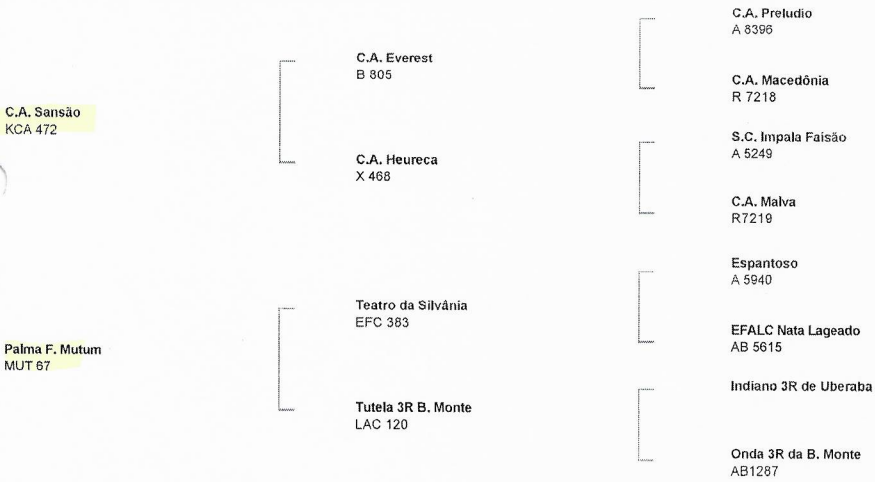 C.A. Sansão
KCA 472
Palma F. Mutum
MUT 67
C.A. Everest
B 805
C.A. Heureca
X 468
Teatro da Silvânia
EFC 383
Tutela 3R B. Monte
LAC 120
C.A. Preludio
A 8396
C.A. Macedônia
R 7218
S.C. Impala Faisão
A 5249
C.A. Malva
R7219
Espantoso
A 5940
EFALC Nata Lageado
AB 5615
Indiano 3R de Uberaba
Onda 3R da B. Monte
AB1287